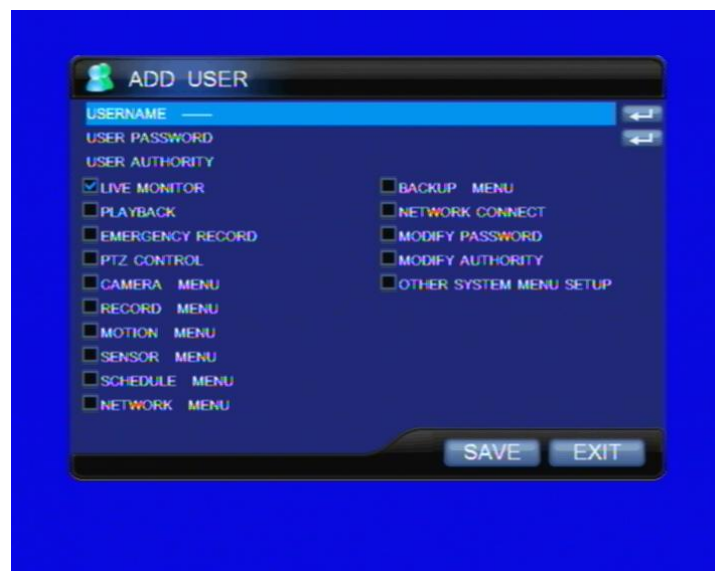 ADD USER
USERNAME ----
USER PASSWORD
USER AUTHORITY
LIVE MONITOR
PLAYBACK
EMERGENCY RECORD
PTZ CONTROL
CAMERA MENU
RECORD MENU
MOTION MENU
SENSOR MENU
SCHEDULE MENU
NETWORK MENU
BACKUP MENU
NETWORK CONNECT
MODIFY PASSWORD
MODIFY AUTHORITY
OTHER SYSTEM MENU SETUP
SAVE EXIT